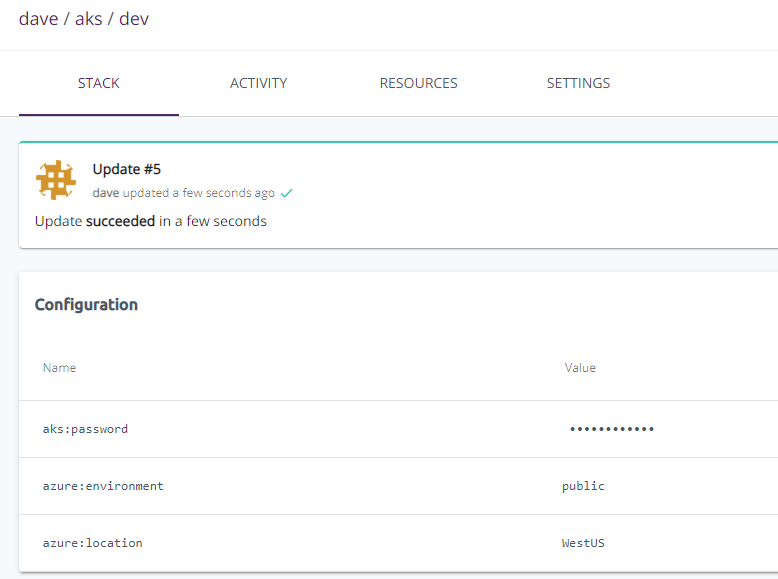 dave / aks / dev
STACK ACTIVITY RESOURCES SETTINGS
Update #5
dave updated a few seconds ago
Update succeeded in a few seconds
Configuration
Name Value
aks:password ••••••••••••
azure:environment public
azure:location WestUS